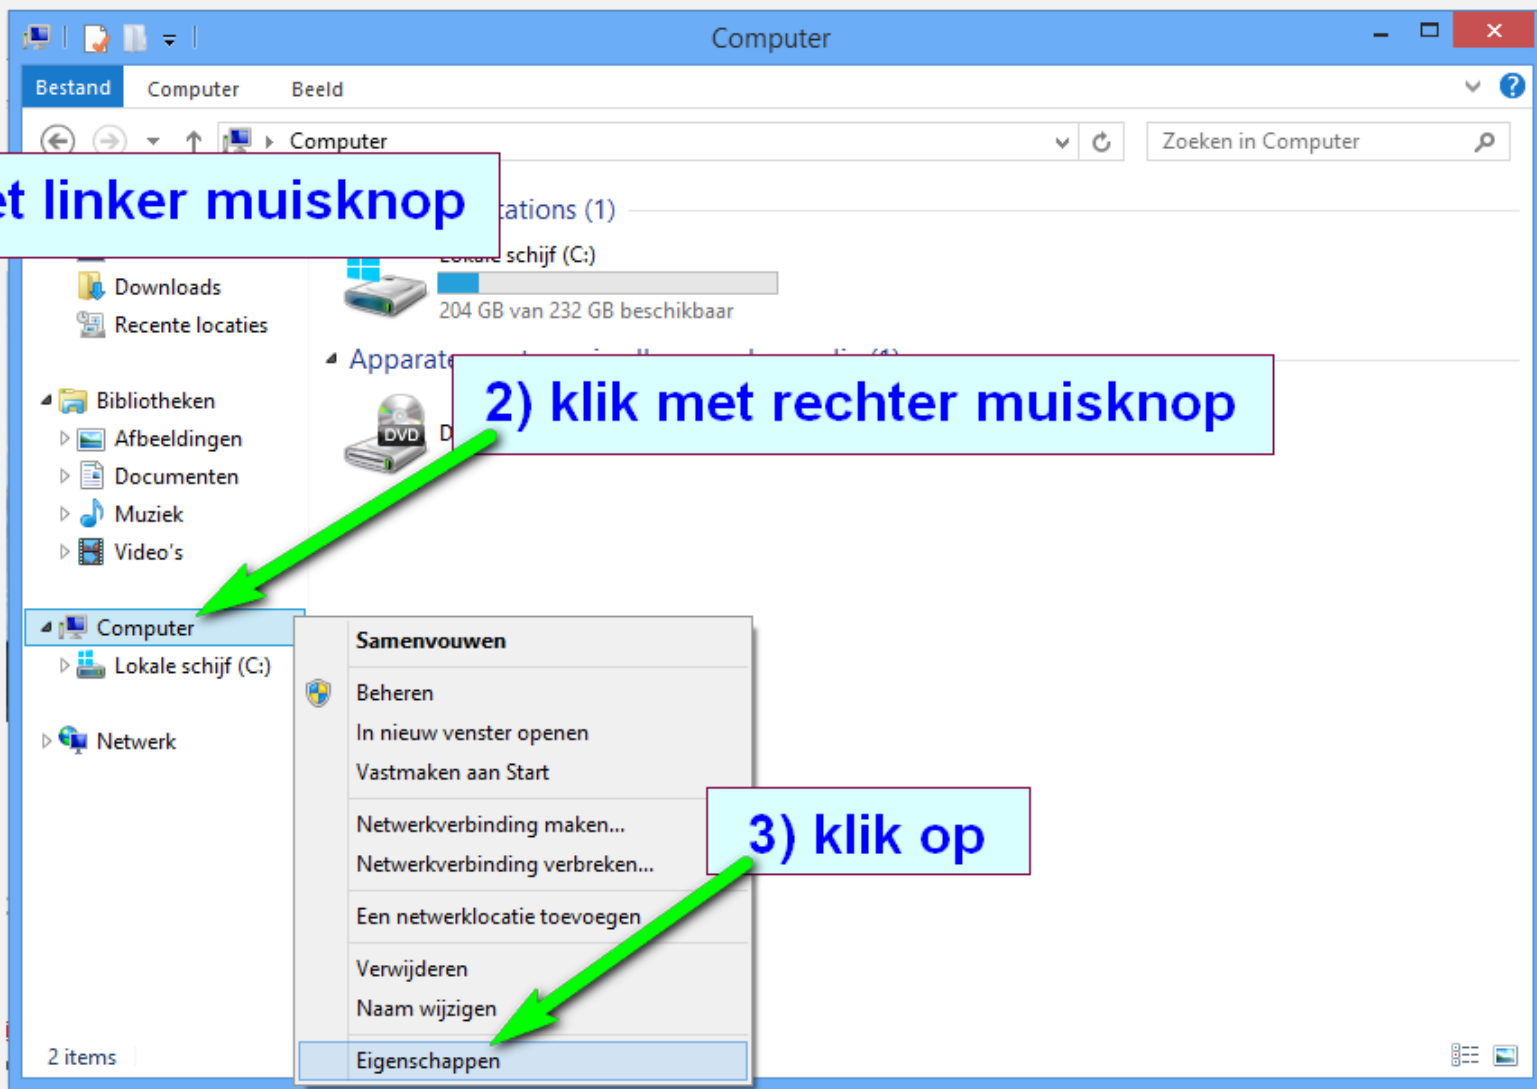 Computer
Bestand Computer Beeld
Computer
Zoeken in Computer
linker muisknop
(1)
schijf (C:)
204 GB van 232 GB beschikbaar
Downloads
Recente locaties
2) klik met rechter muisknop
DVD
Bibliotheken
Afbeeldingen
Documenten
Muziek
Video's
Computer
Lokale schijf (C:)
Netwerk
Samenvouwen
Beheren
In nieuw venster openen
Vastmaken aan Start
Netwerkverbinding maken...
Netwerkverbinding verbreken...
3) klik op
Een netwerklocatie toevoegen
Verwijderen
Naam wijzigen
Eigenschappen
2 items